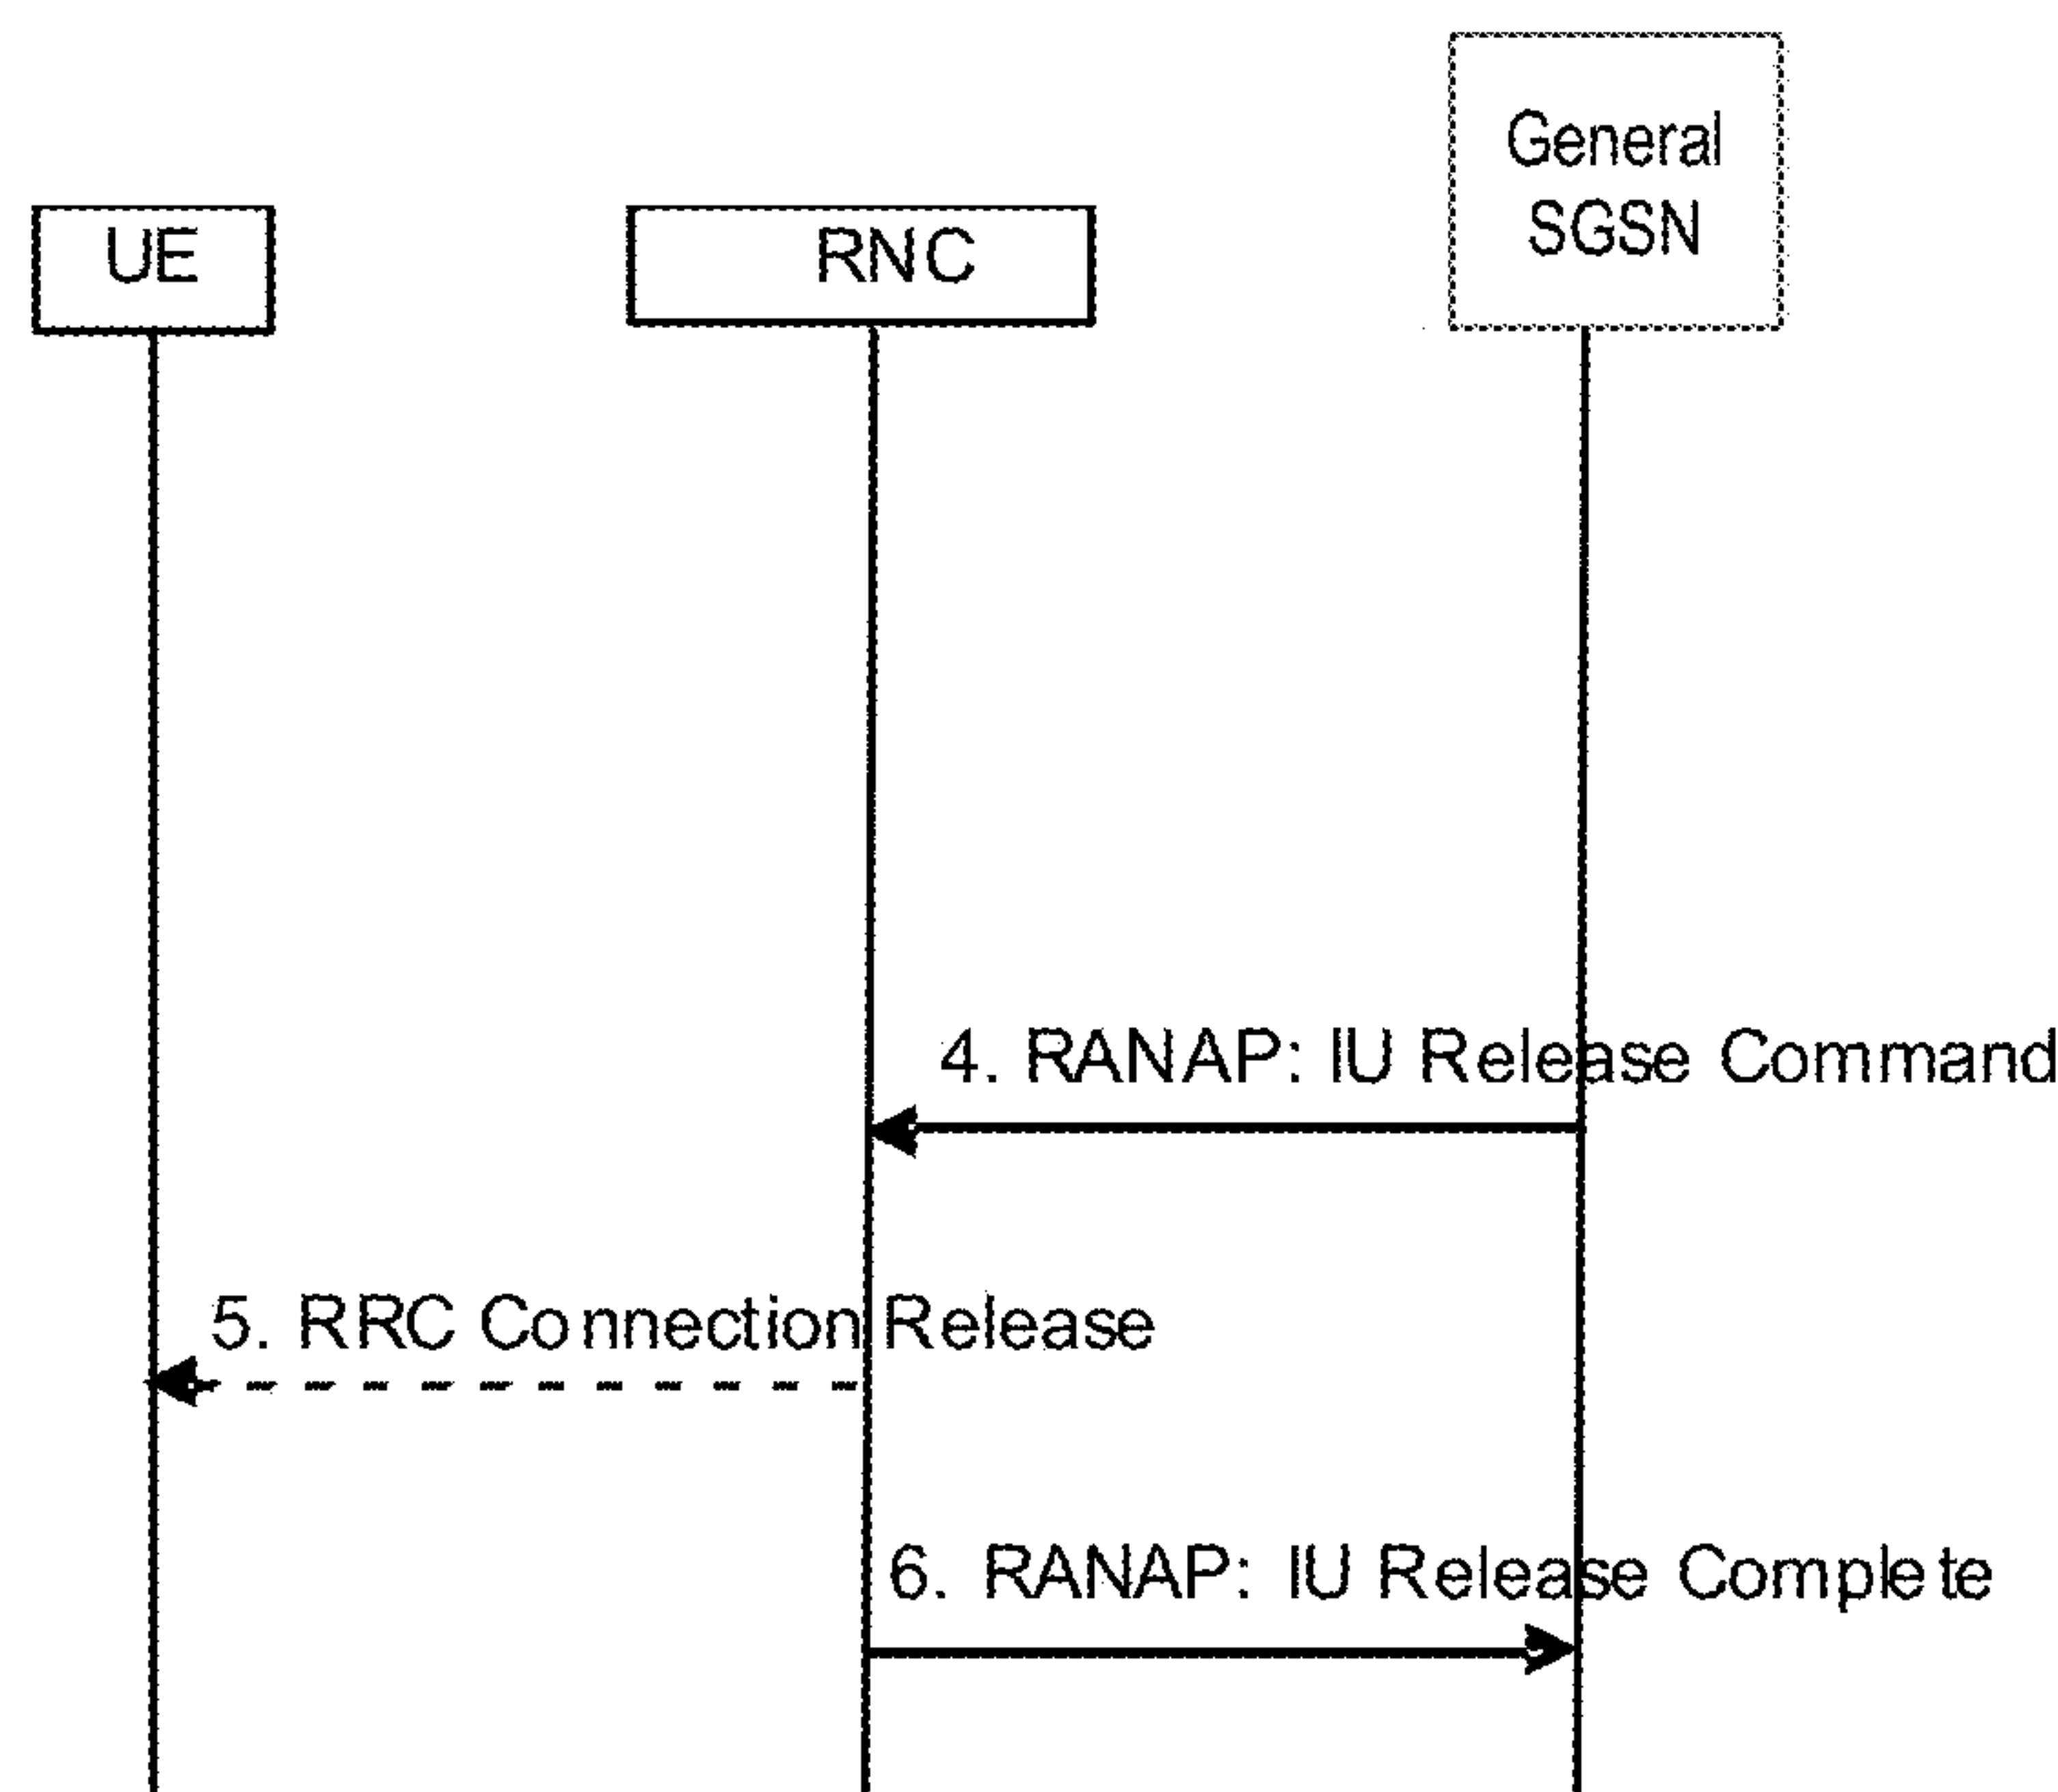 General
SGSN
UE
RNC
4. RANAP: IU Release Command
5. RRC Connection Release
6. RANAP: IU Release Complete